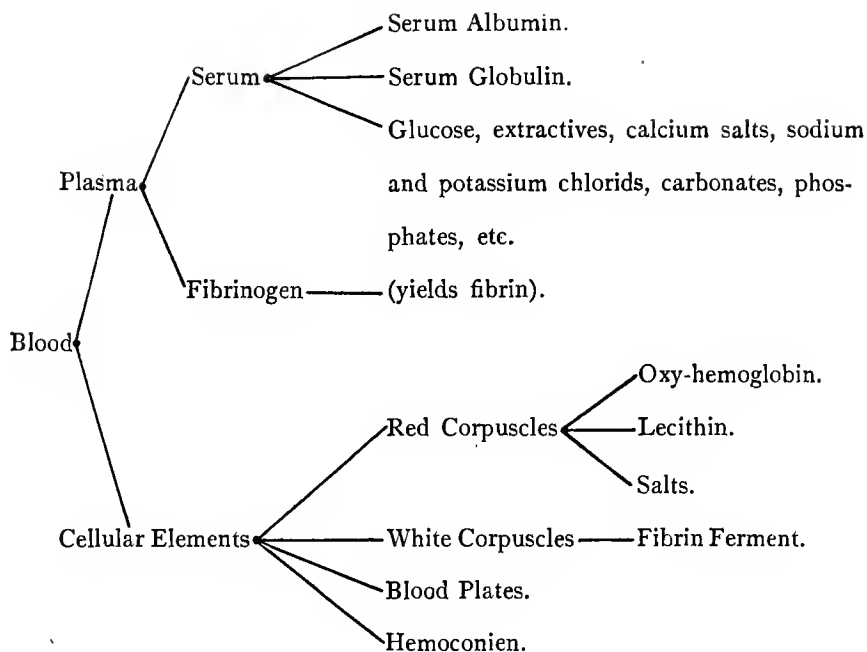 Serum Albumin.
Serum
Serum Globulin.
Glucose, extractives, calcium salts, sodium
Plasma
and potassium chlorids, carbonates, phos-
phates, etc.
Fibrinogen
(yields fibrin).
Blood
Oxy-hemoglobin.
Red Corpuscles
Lecithin.
Salts.
Cellular Elements
White Corpuscles
Fibrin Ferment.
Blood Plates.
Hemoconien.